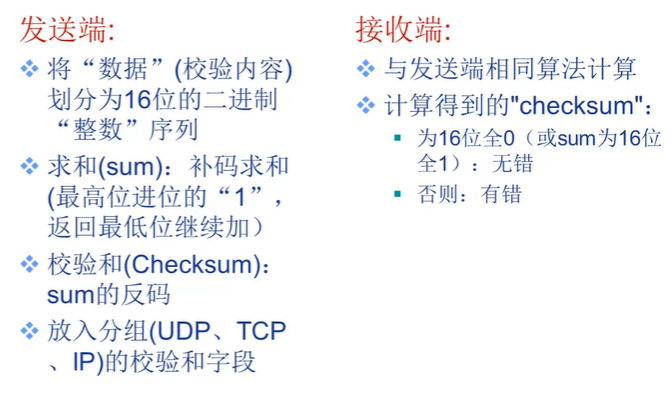 发送端:
将“数据”(校验内容)
划分为16位的二进制
“整数”序列
求和(sum)：补码求和
(最高位进位的“1”，
返回最低位继续加）
校验和(Checksum)：
sum的反码
放入分组(UDP、TCP
、IP)的校验和字段
接收端:
与发送端相同算法计算
计算得到的"checksum"：
为16位全0（或sum为16位
全1）：无错
否则：有错